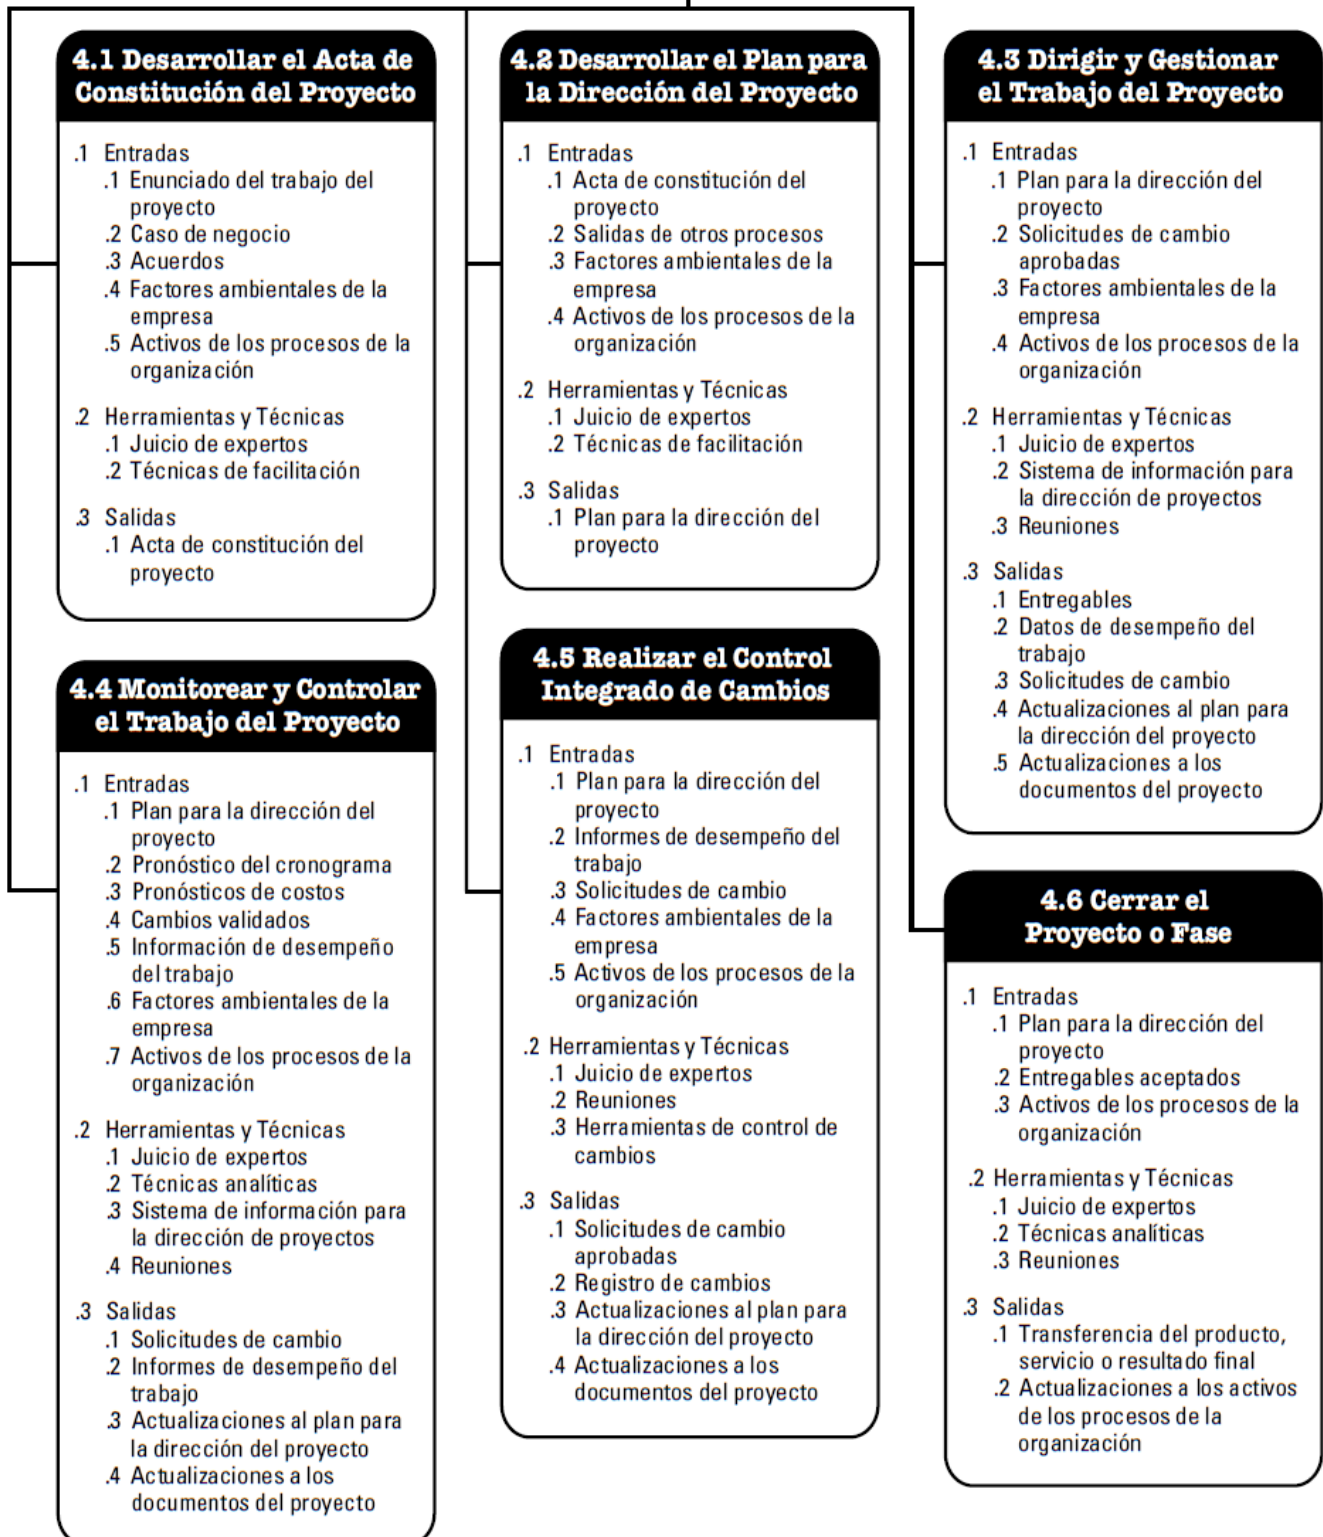 4.1 Desarrollar el Acta de
Constitución del Proyecto
.1 Entradas
.1 Enunciado del trabajo del
proyecto
.2 Caso de negocio
.3 Acuerdos
.4 Factores ambientales de la
empresa
.5 Activos de los procesos de la
organización
.2 Herramientas y Técnicas
.1 Juicio de expertos
.2 Técnicas de facilitación
.3 Salidas
.1 Acta de constitución del
proyecto
4.2 Desarrollar el Plan para
la Dirección del Proyecto
.1 Entradas
.1 Acta de constitución del
proyecto
.2 Salidas de otros procesos
.3 Factores ambientales de la
empresa
.4 Activos de los procesos de la
organización
.2 Herramientas y Técnicas
.1 Juicio de expertos
.2 Técnicas de facilitación
.3 Salidas
.1 Plan para la dirección del
proyecto
4.3 Dirigir y Gestionar
el Trabajo del Proyecto
.1 Entradas
.1 Plan para la dirección del
proyecto
.2 Solicitudes de cambio
aprobadas
.3 Factores ambientales de la
empresa
.4 Activos de los procesos de la
organización
.2 Herramientas y Técnicas
.1 Juicio de expertos
.2 Sistema de información para
la dirección de proyectos
.3 Reuniones
.3 Salidas
.1 Entregables
.2 Datos de desempeño del
trabajo
.3 Solicitudes de cambio
.4 Actualizaciones al plan para
la dirección del proyecto
.5 Actualizaciones a los
documentos del proyecto
4.4 Monitorear y Controlar
el Trabajo del Proyecto
.1 Entradas
.1 Plan para la dirección del
proyecto
.2 Pronóstico del cronograma
.3 Pronósticos de costos
.4 Cambios validados
.5 Información de desempeño
del trabajo
.6 Factores ambientales de la
empresa
.7 Activos de los procesos de la
organización
.2 Herramientas y Técnicas
.1 Juicio de expertos
.2 Técnicas analíticas
.3 Sistema de información para
la dirección de proyectos
.4 Reuniones
.3 Salidas
.1 Solicitudes de cambio
.2 Informes de desempeño del
trabajo
.3 Actualizaciones al plan para
la dirección del proyecto
.4 Actualizaciones a los
documentos del proyecto
4.5 Realizar el Control
Integrado de Cambios
.1 Entradas
.1 Plan para la dirección del
proyecto
.2 Informes de desempeño del
trabajo
.3 Solicitudes de cambio
.4 Factores ambientales de la
empresa
.5 Activos de los procesos de la
organización
.2 Herramientas y Técnicas
.1 Juicio de expertos
.2 Reuniones
.3 Herramientas de control de
cambios
.3 Salidas
.1 Solicitudes de cambio
aprobadas
.2 Registro de cambios
.3 Actualizaciones al plan para
la dirección del proyecto
.4 Actualizaciones a los
documentos del proyecto
4.6 Cerrar el
Proyecto o Fase
.1 Entradas
.1 Plan para la dirección del
proyecto
.2 Entregables aceptados
.3 Activos de los procesos de la
organización
.2 Herramientas y Técnicas
.1 Juicio de expertos
.2 Técnicas analíticas
.3 Reuniones
.3 Salidas
.1 Transferencia del producto,
servicio o resultado final
.2 Actualizaciones a los activos
de los procesos de la
organización